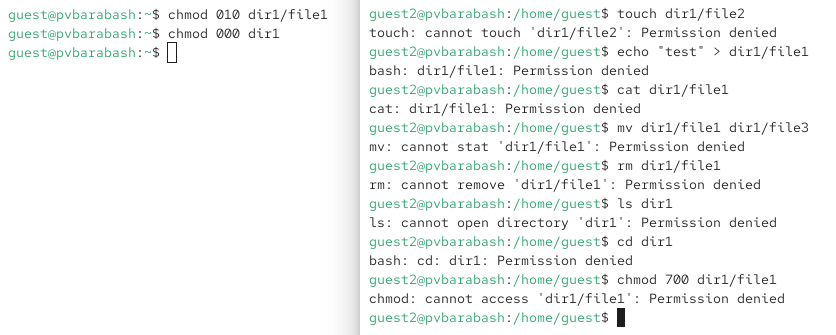 guest@pvbarabash:~$ chmod 010 dir1/file1
guest@pvbarabash:~$ chmod 000 dir1
guest@pvbarabash:~$
guest2@pvbarabash:/home/guest$ touch dir1/file2
touch: cannot touch 'dir1/file2': Permission denied
guest2@pvbarabash:/home/guest$ echo "test" > dir1/file1
bash: dir1/file1: Permission denied
guest2@pvbarabash:/home/guest$ cat dir1/file1
cat: dir1/file1: Permission denied
guest2@pvbarabash:/home/guest$ mv dir1/file1 dir1/file3
mv: cannot stat 'dir1/file1': Permission denied
guest2@pvbarabash:/home/guest$ rm dir1/file1
rm: cannot remove 'dir1/file1': Permission denied
guest2@pvbarabash:/home/guest$ ls dir1
ls: cannot open directory 'dir1': Permission denied
guest2@pvbarabash:/home/guest$ cd dir1
bash: cd: dir1: Permission denied
guest2@pvbarabash:/home/guest$ chmod 700 dir1/file1
chmod: cannot access 'dir1/file1': Permission denied
guest2@pvbarabash:/home/guest$